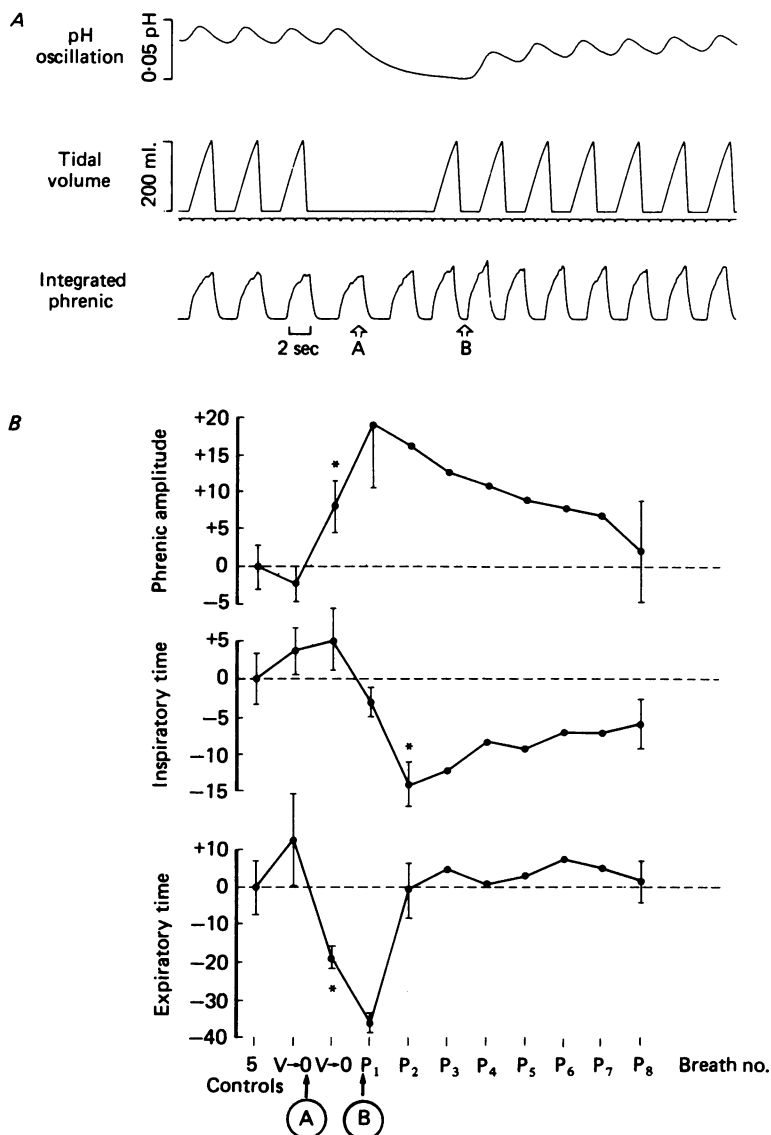 A
pH oscillation
0·05 pH
Tidal volume
200 ml.
Integrated phrenic
2 sec
A
B
B
Phrenic amplitude
+20
+15
+10
+5
0
−5
*
Inspiratory time
+5
0
−5
−10
−15
*
Expiratory time
+10
0
−10
−20
−30
−40
*
5 V→0 V→0 P₁ P₂ P₃ P₄ P₅ P₆ P₇ P₈ Breath no.
Controls
A B